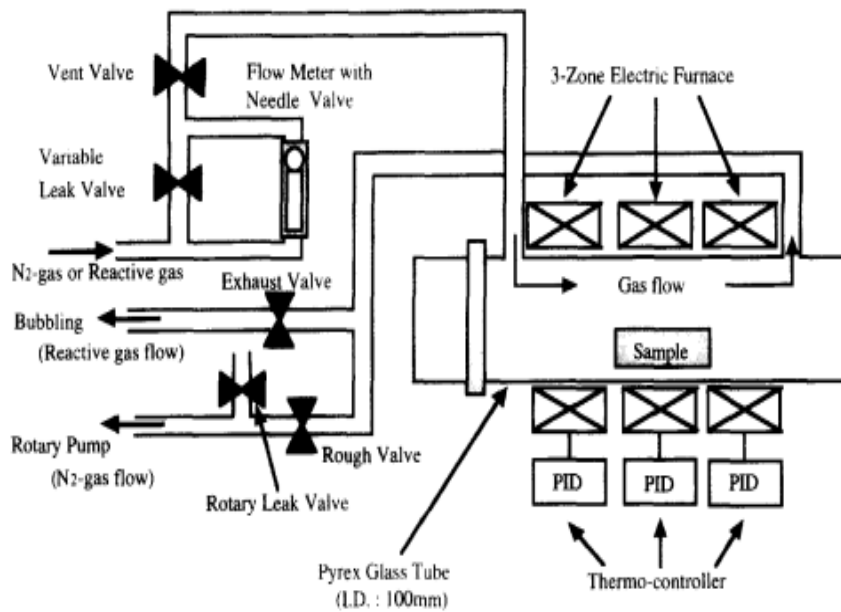 Vent Valve
Flow Meter with
Needle Valve
3-Zone Electric Furnace
Variable
Leak Valve
N2-gas or Reactive gas
Exhaust Valve
Gas flow
Bubbling
(Reactive gas flow)
Sample
Rotary Pump
(N2-gas flow)
Rough Valve
Rotary Leak Valve
PID
PID
PID
Pyrex Glass Tube
(I.D. : 100mm)
Thermo-controller